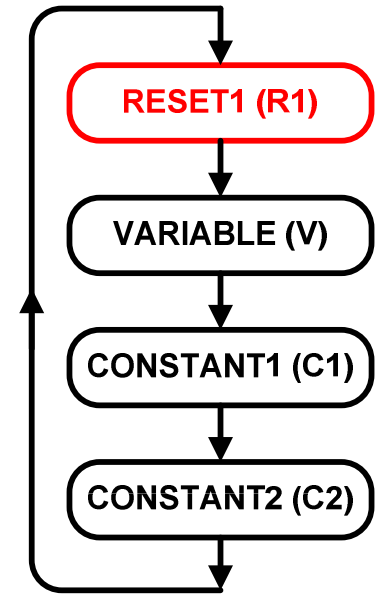 RESET1 (R1)
VARIABLE (V)
CONSTANT1 (C1)
CONSTANT2 (C2)